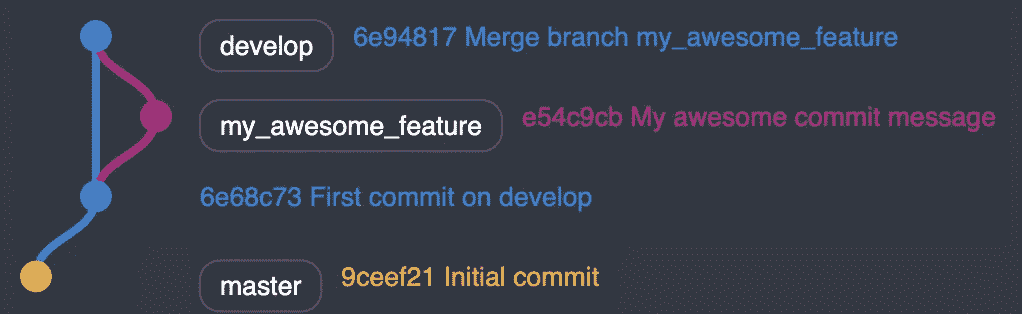 develop 6e94817 Merge branch my_awesome_feature
my_awesome_feature e54c9cb My awesome commit message
6e68c73 First commit on develop
master 9ceef21 Initial commit